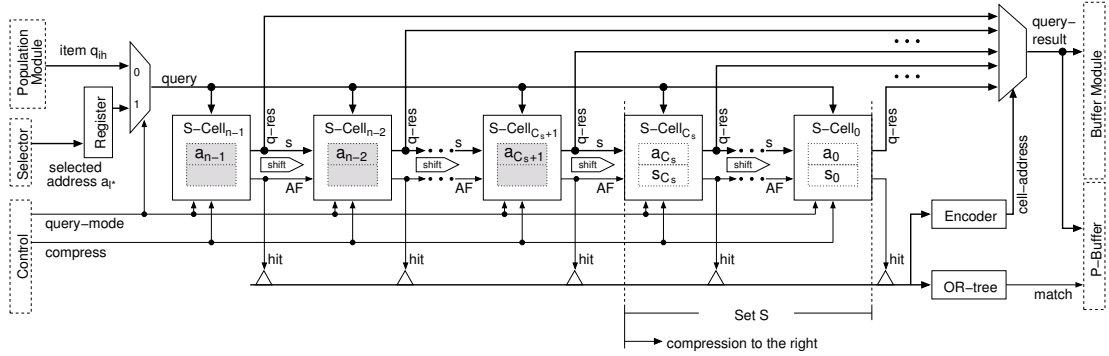 Population Module
item q_ih
0
1
query
Register
Selector
selected address a_l*
Control
query-mode
compress
S-Cell_n-1
a_n-1
q-res
s
shift
AF
hit
S-Cell_n-2
a_n-2
q-res
shift
s
AF
hit
S-Cell_Cs+1
a_Cs+1
q-res
s
shift
AF
hit
S-Cell_Cs
a_Cs
s_Cs
q-res
shift
s
AF
hit
S-Cell_0
a_0
s_0
q-res
hit
query-result
cell-address
Encoder
OR-tree
match
Buffer Module
P-Buffer
Set S
compression to the right